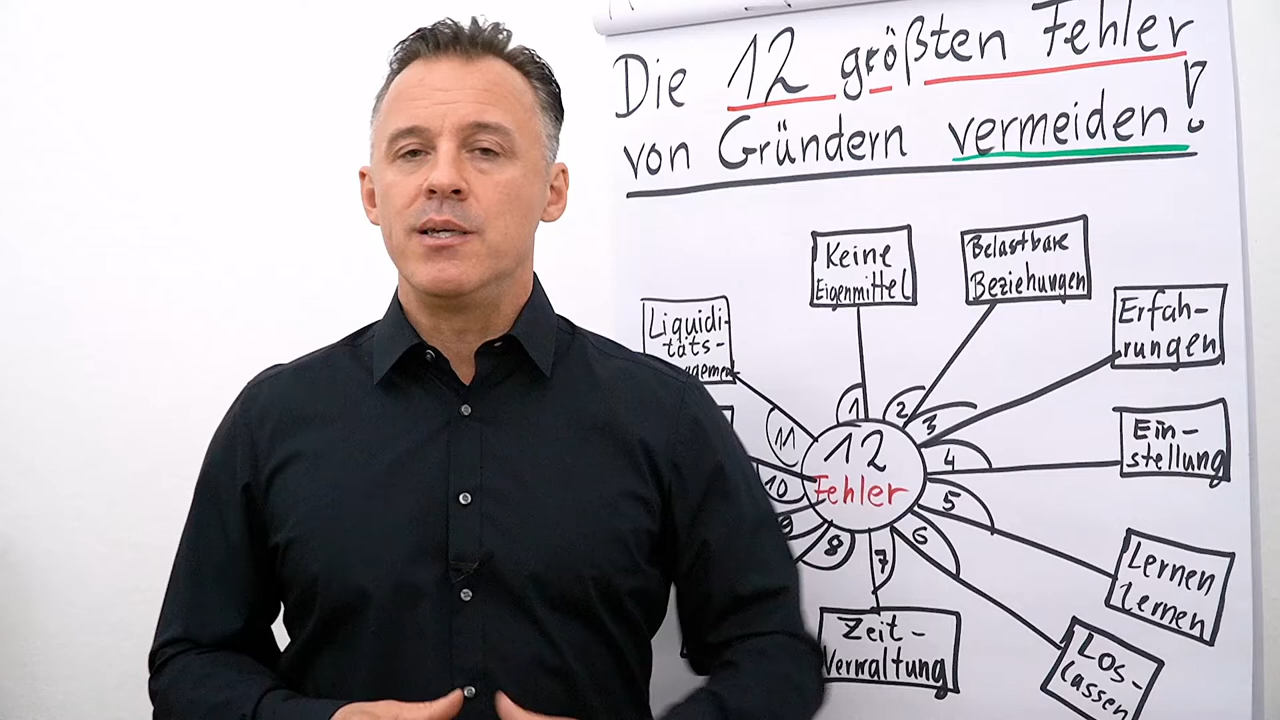 Die 12 größten Fehler
von Gründern vermeiden!
Keine
Eigenmittel
Belastbare
Beziehungen
Erfah-
rungen
Ein-
stellung
Lernen
Lernen
Los-
lassen
Zeit-
Verwaltung
Liquidi-
täts-
1
2
3
4
5
6
7
8
9
10
11
12
Fehler